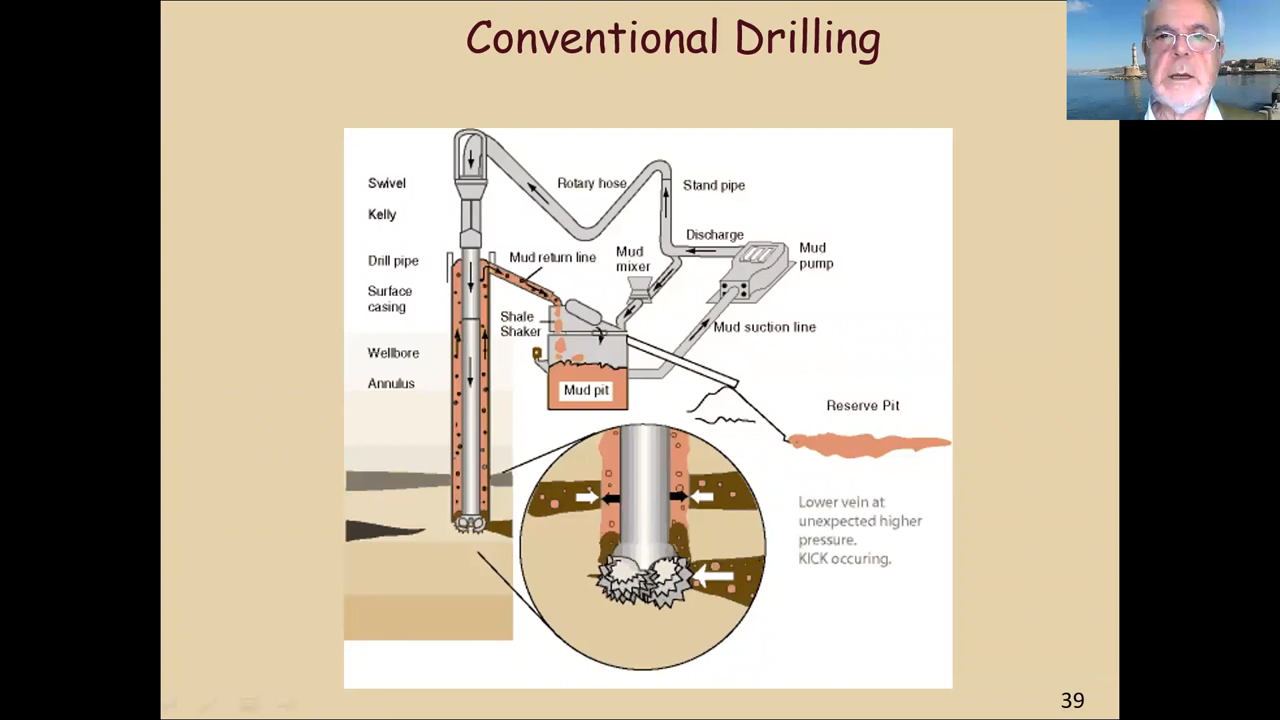 Conventional Drilling
Swivel
Kelly
Drill pipe
Surface
casing
Wellbore
Annulus
Rotary hose
Stand pipe
Discharge
Mud
pump
Mud
mixer
Mud return line
Shale
Shaker
Mud suction line
Mud pit
Reserve Pit
Lower vein at
unexpected higher
pressure.
KICK occuring.
39